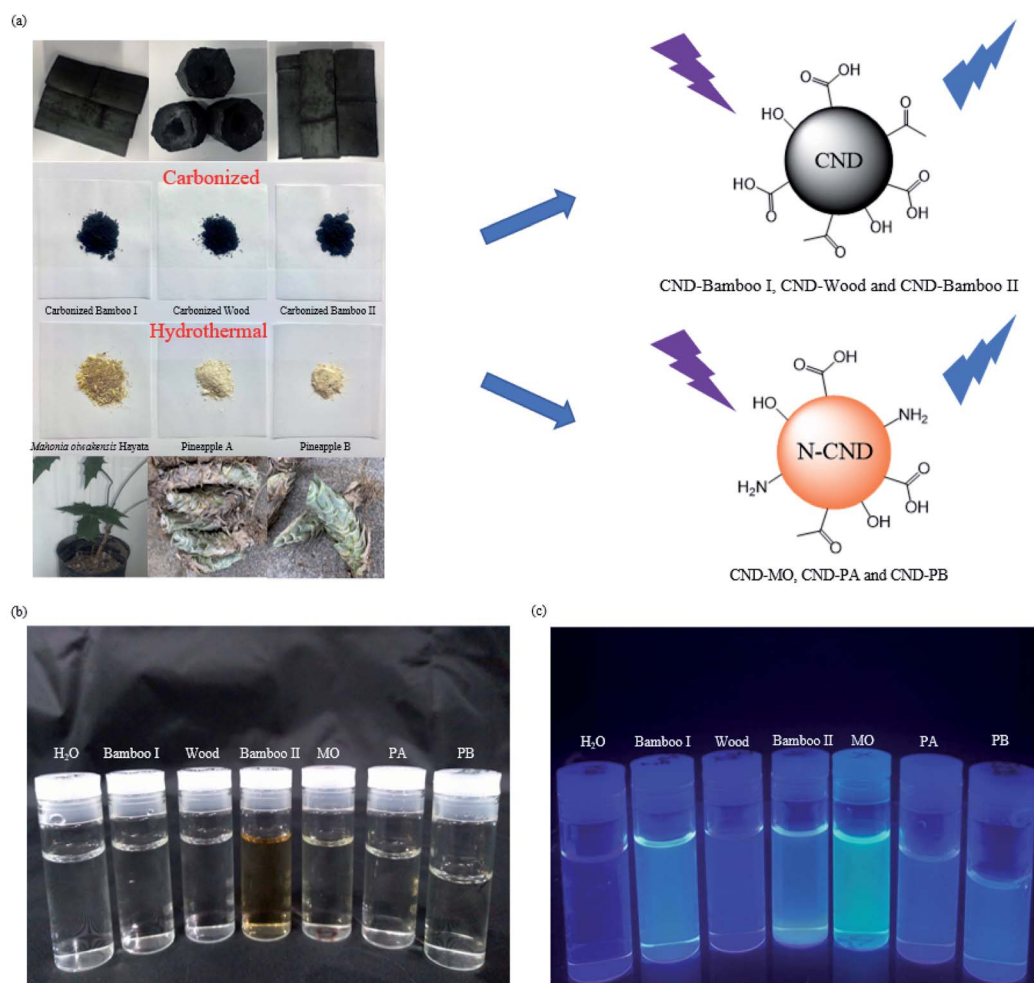 (a)
Carbonized
Carbonized Bamboo I
Carbonized Wood
Carbonized Bamboo II
Hydrothermal
Mahonia oiwakensis Hayata
Pineapple A
Pineapple B
OH
O
O
HO
CND
HO
O
O
OH
O
OH
CND-Bamboo I, CND-Wood and CND-Bamboo II
OH
O
HO
NH₂
N-CND
H₂N
O
OH
O
OH
CND-MO, CND-PA and CND-PB
(b)
H₂O
Bamboo I
Wood
Bamboo II
MO
PA
PB
(c)
H₂O
Bamboo I
Wood
Bamboo II
MO
PA
PB